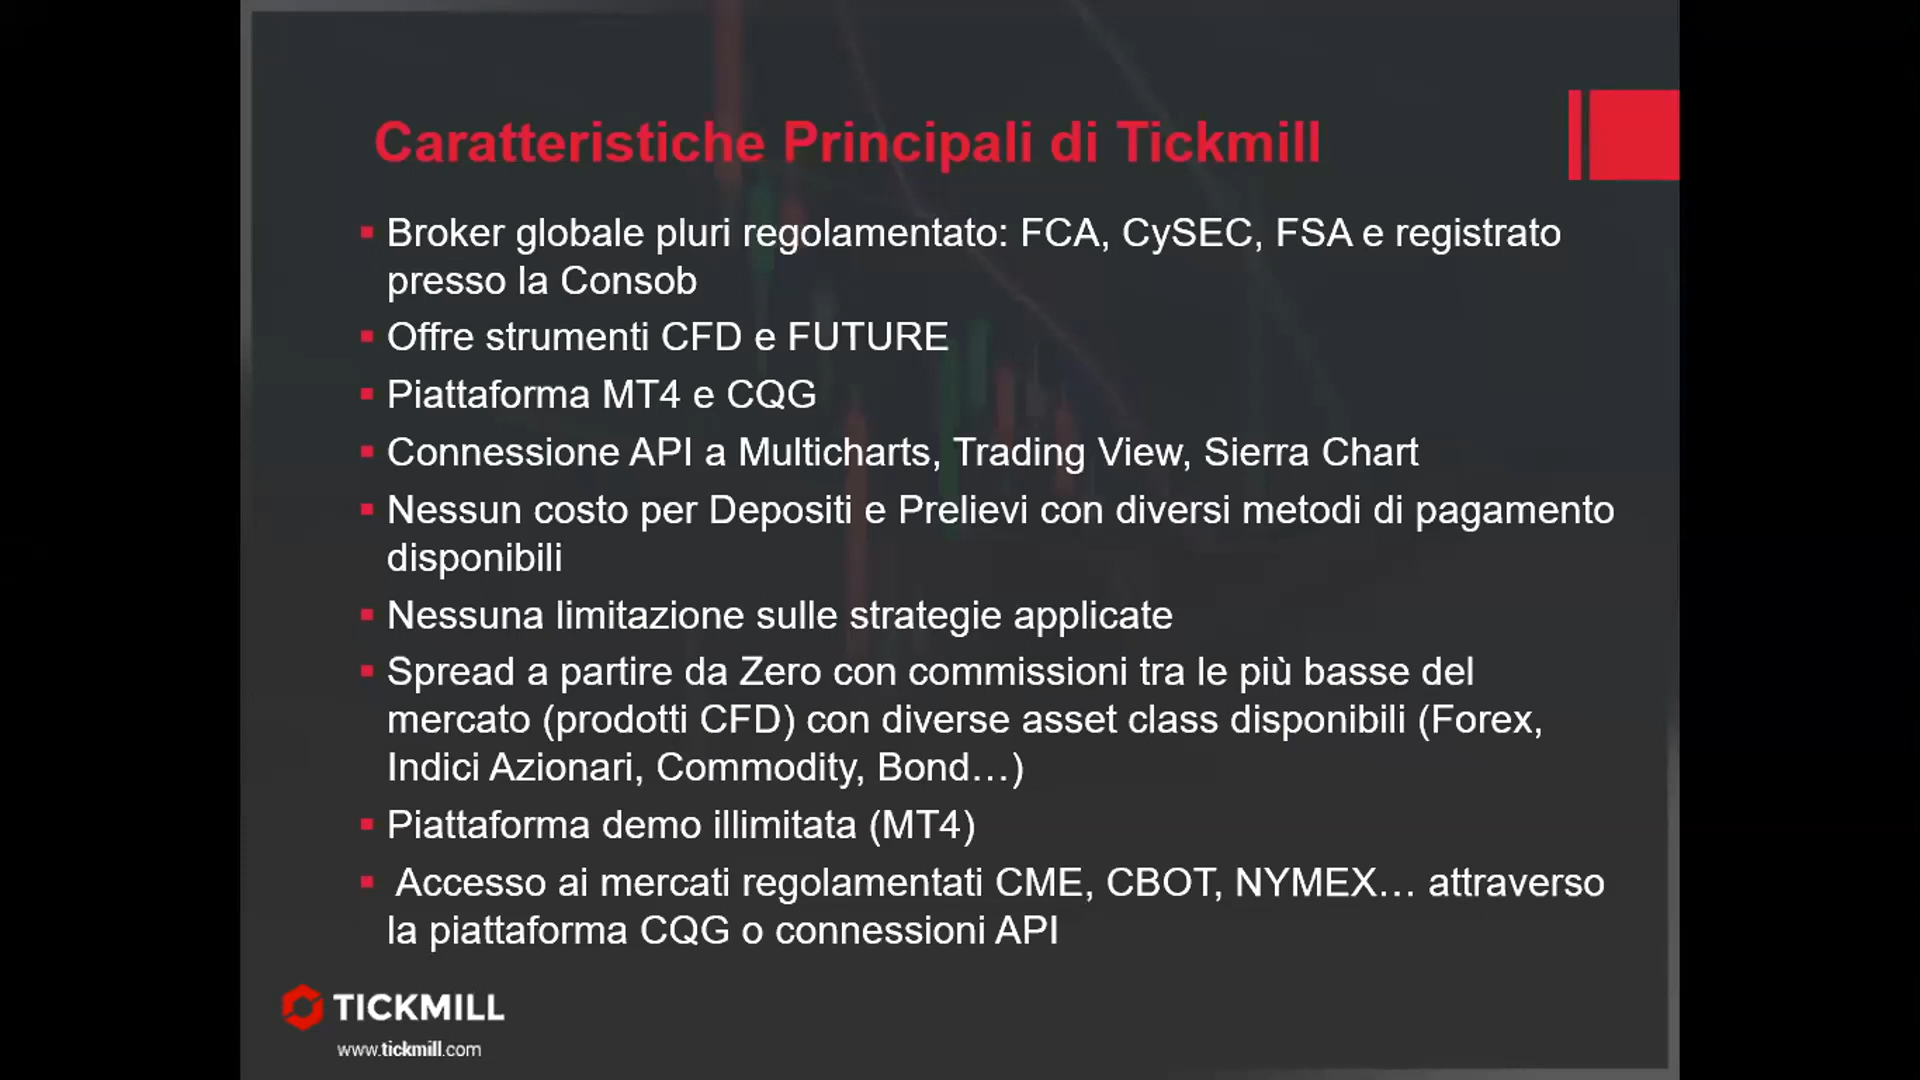 Caratteristiche Principali di Tickmill
Broker globale pluri regolamentato: FCA, CySEC, FSA e registrato
presso la Consob
Offre strumenti CFD e FUTURE
Piattaforma MT4 e CQG
Connessione API a Multicharts, Trading View, Sierra Chart
Nessun costo per Depositi e Prelievi con diversi metodi di pagamento
disponibili
Nessuna limitazione sulle strategie applicate
Spread a partire da Zero con commissioni tra le più basse del
mercato (prodotti CFD) con diverse asset class disponibili (Forex,
Indici Azionari, Commodity, Bond…)
Piattaforma demo illimitata (MT4)
Accesso ai mercati regolamentati CME, CBOT, NYMEX… attraverso
la piattaforma CQG o connessioni API
TICKMILL
www.tickmill.com